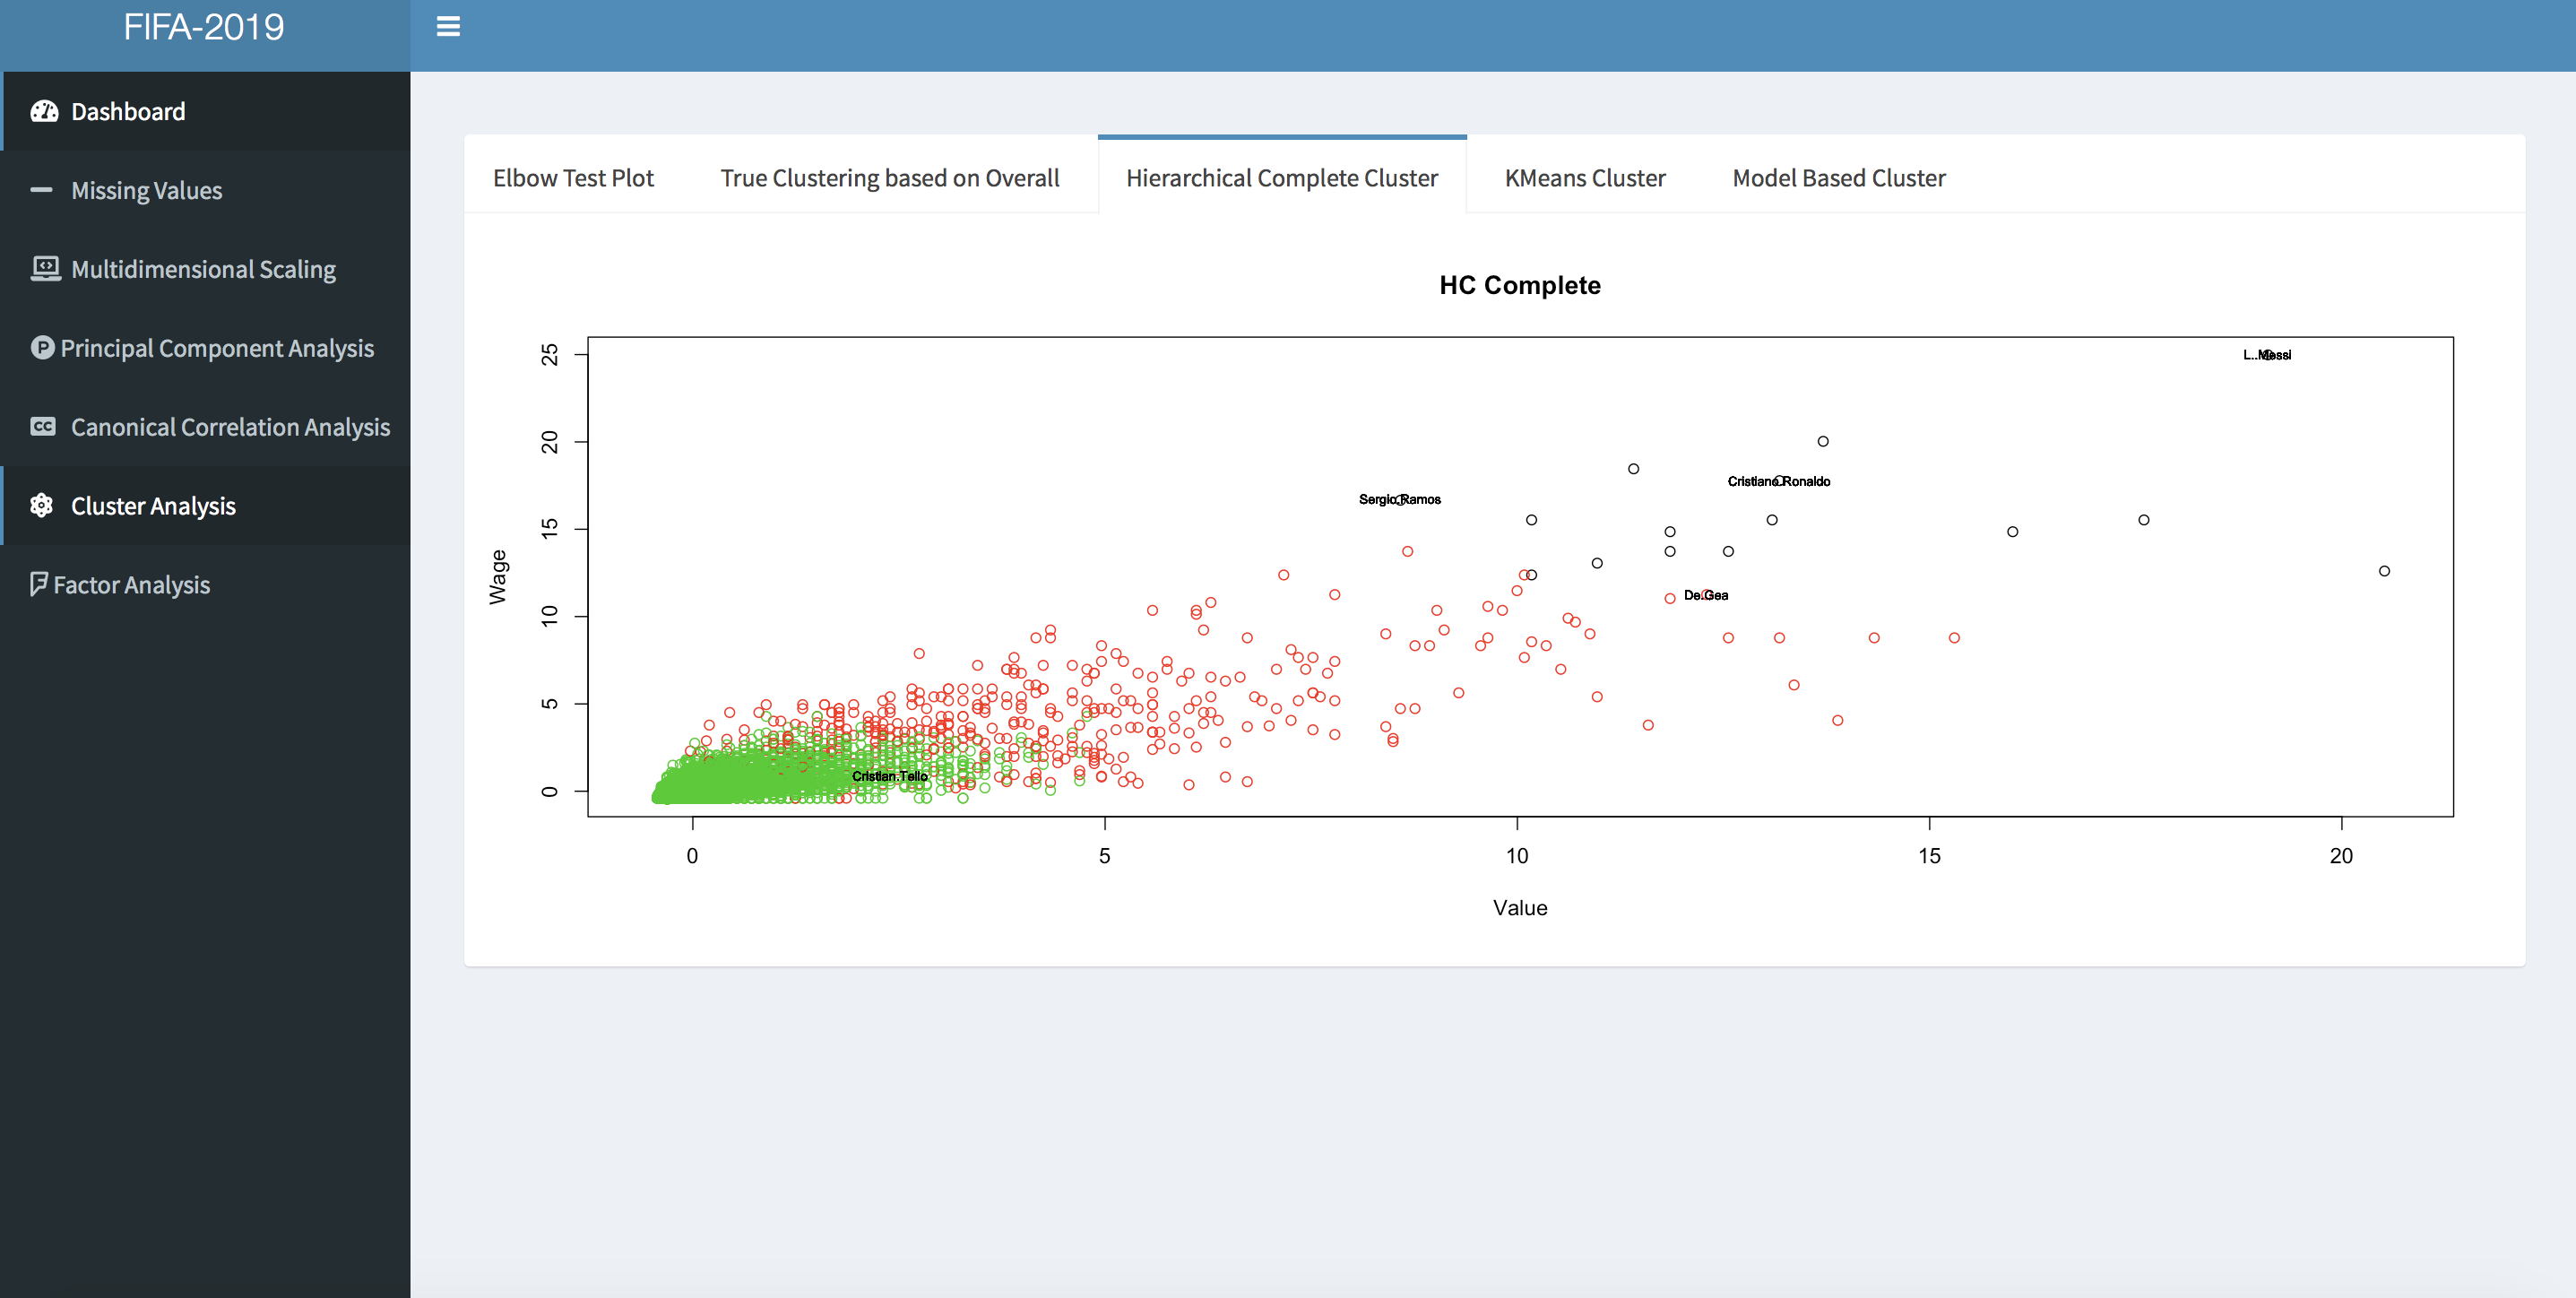 FIFA-2019
Dashboard
Missing Values
Multidimensional Scaling
Principal Component Analysis
Canonical Correlation Analysis
Cluster Analysis
Factor Analysis
Elbow Test Plot
True Clustering based on Overall
Hierarchical Complete Cluster
KMeans Cluster
Model Based Cluster
HC Complete
25
20
15
10
5
0
Wage
L..Messi
Cristiano.Ronaldo
Sergio.Ramos
De.Gea
Cristian.Tello
0 5 10 15 20
Value